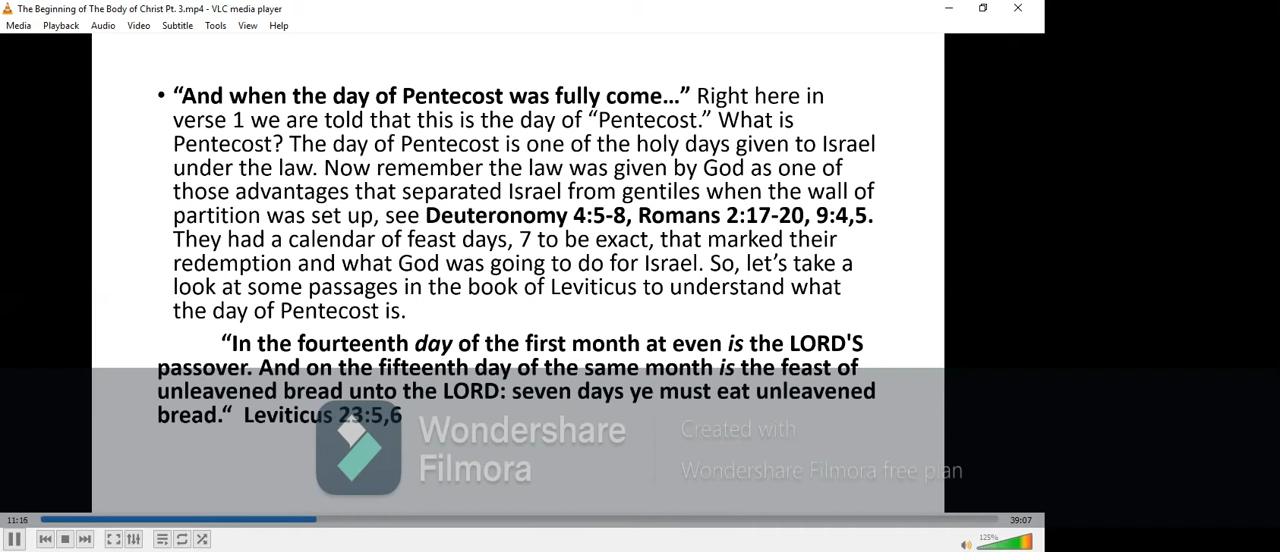 The Beginning of The Body of Christ Pt. 3.mp4 - VLC media player
Media Playback Audio Video Subtitle Tools View Help
• “And when the day of Pentecost was fully come…” Right here in
verse 1 we are told that this is the day of “Pentecost.” What is
Pentecost? The day of Pentecost is one of the holy days given to Israel
under the law. Now remember the law was given by God as one of
those advantages that separated Israel from gentiles when the wall of
partition was set up, see Deuteronomy 4:5-8, Romans 2:17-20, 9:4,5.
They had a calendar of feast days, 7 to be exact, that marked their
redemption and what God was going to do for Israel. So, let’s take a
look at some passages in the book of Leviticus to understand what
the day of Pentecost is.
“In the fourteenth day of the first month at even is the LORD'S
passover. And on the fifteenth day of the same month is the feast of
unleavened bread unto the LORD: seven days ye must eat unleavened
bread.“ Leviticus 23:5,6
Wondershare
Filmora
Created with
Wondershare Filmora free plan
11:16
39:07
125%